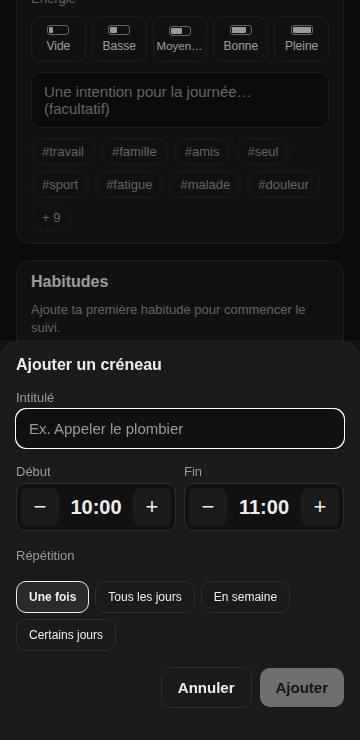 Énergie
Vide
Basse
Moyen…
Bonne
Pleine
Une intention pour la journée…
(facultatif)
#travail
#famille
#amis
#seul
#sport
#fatigue
#malade
#douleur
+ 9
Habitudes
Ajoute ta première habitude pour commencer le
suivi.
Ajouter un créneau
Intitulé
Ex. Appeler le plombier
Début
Fin
− 10:00 +
− 11:00 +
Répétition
Une fois
Tous les jours
En semaine
Certains jours
Annuler
Ajouter